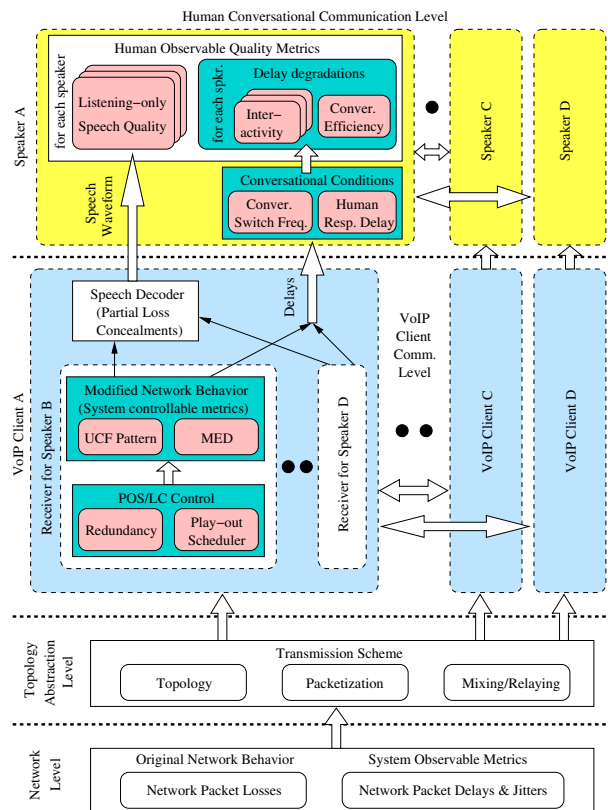 Human Conversational Communication Level
Speaker A
Human Observable Quality Metrics
for each speaker
Listening-only
Speech Quality
for each spkr.
Delay degradations
Inter-
activity
Conver.
Efficiency
Conversational Conditions
Conver.
Switch Freq.
Human
Resp. Delay
Speech
Waveform
Speaker C
Speaker D
VoIP Client A
Speech Decoder
(Partial Loss
Concealments)
Delays
VoIP
Client
Comm.
Level
Receiver for Speaker B
Modified Network Behavior
(System controllable metrics)
UCF Pattern
MED
POS/LC Control
Redundancy
Play-out
Scheduler
Receiver for Speaker D
VoIP Client C
VoIP Client D
Topology
Abstraction
Level
Transmission Scheme
Topology
Packetization
Mixing/Relaying
Network
Level
Original Network Behavior
System Observable Metrics
Network Packet Losses
Network Packet Delays & Jitters